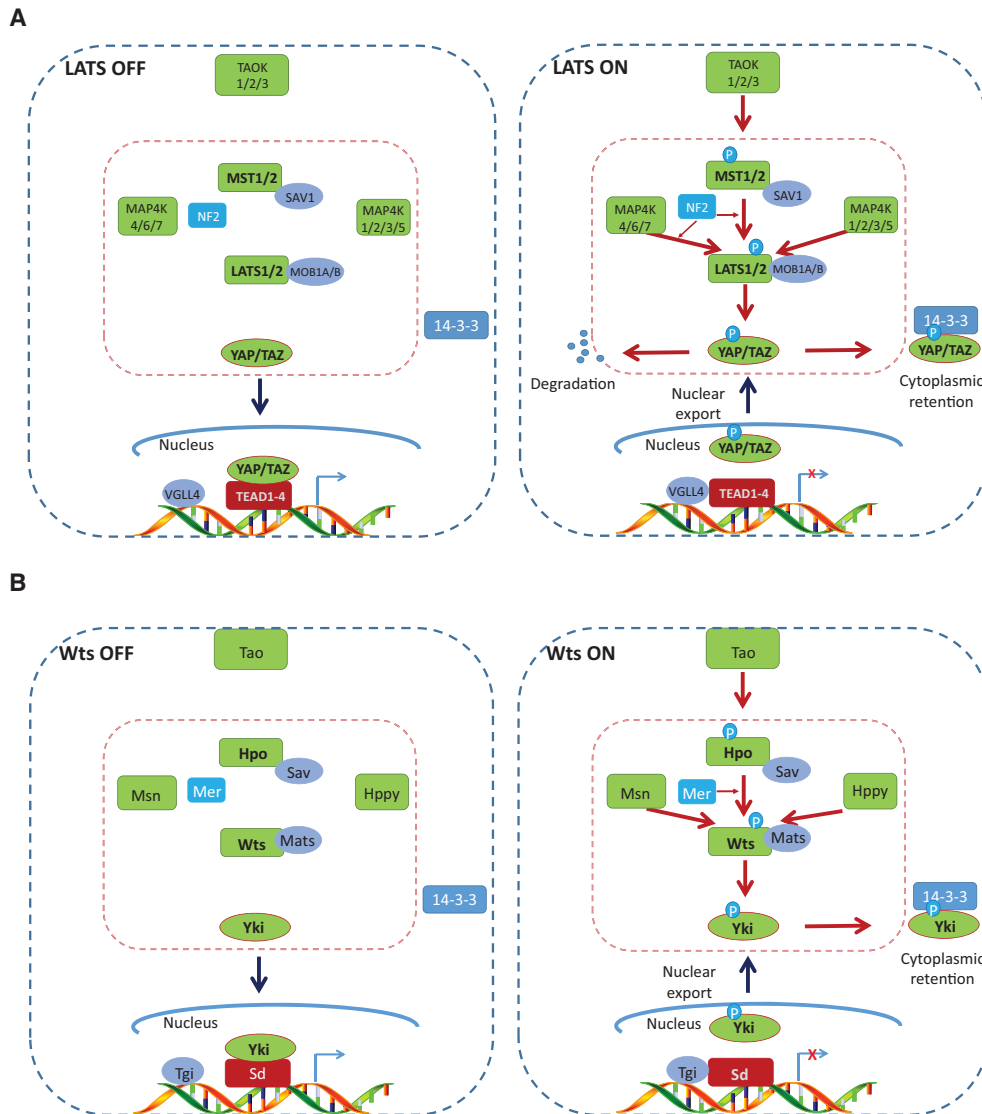 A
LATS OFF
TAOK
1/2/3
MST1/2
SAV1
MAP4K
4/6/7
NF2
MAP4K
1/2/3/5
LATS1/2
MOB1A/B
14-3-3
YAP/TAZ
Nucleus
YAP/TAZ
VGLL4
TEAD1-4
LATS ON
TAOK
1/2/3
P
MST1/2
SAV1
MAP4K
4/6/7
NF2
MAP4K
1/2/3/5
P
LATS1/2
MOB1A/B
14-3-3
P
YAP/TAZ
P
YAP/TAZ
Degradation
Cytoplasmic
retention
Nuclear
export
P
Nucleus
YAP/TAZ
x
VGLL4
TEAD1-4
B
Wts OFF
Tao
Hpo
Sav
Msn
Mer
Hppy
Wts
Mats
14-3-3
Yki
Nucleus
Yki
Tgi
Sd
Wts ON
Tao
P
Hpo
Sav
Msn
Mer
Hppy
P
Wts
Mats
14-3-3
P
Yki
P
Yki
Cytoplasmic
retention
Nuclear
export
P
Nucleus
Yki
X
Tgi
Sd